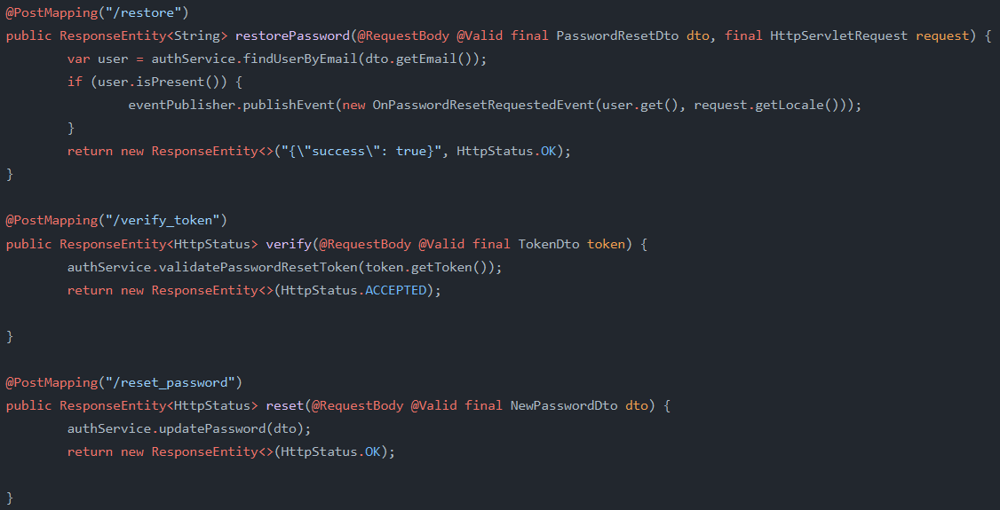 @PostMapping("/restore")
public ResponseEntity<String> restorePassword(@RequestBody @Valid final PasswordResetDto dto, final HttpServletRequest request) {
        var user = authService.findUserByEmail(dto.getEmail());
        if (user.isPresent()) {
                eventPublisher.publishEvent(new OnPasswordResetRequestedEvent(user.get(), request.getLocale()));
        }
        return new ResponseEntity<>("{\"success\": true}", HttpStatus.OK);
}

@PostMapping("/verify_token")
public ResponseEntity<HttpStatus> verify(@RequestBody @Valid final TokenDto token) {
        authService.validatePasswordResetToken(token.getToken());
        return new ResponseEntity<>(HttpStatus.ACCEPTED);

}

@PostMapping("/reset_password")
public ResponseEntity<HttpStatus> reset(@RequestBody @Valid final NewPasswordDto dto) {
        authService.updatePassword(dto);
        return new ResponseEntity<>(HttpStatus.OK);

}